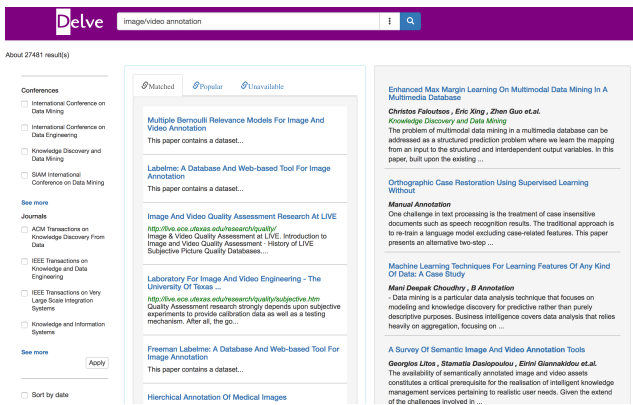 Delve
image/video annotation
About 27481 result(s)
Conferences
International Conference on
Data Mining
International Conference on
Data Engineering
Knowledge Discovery and
Data Mining
SIAM International
Conference on Data Mining
See more
Journals
ACM Transactions on
Knowledge Discovery From
Data
IEEE Transactions on
Knowledge and Data
Engineering
IEEE Transactions on Very
Large Scale Integration
Systems
Knowledge and Information
Systems
See more
Apply
Sort by date
Matched
Popular
Unavailable
Multiple Bernoulli Relevance Models For Image And
Video Annotation
This paper contains a dataset...
Labelme: A Database And Web-based Tool For Image
Annotation
This paper contains a dataset...
Image And Video Quality Assessment Research At LIVE
http://live.ece.utexas.edu/research/quality/
Image & Video Quality Assessment at LIVE. Introduction to
Image and Video Quality Assessment · History of LIVE
Subjective Picture Quality Databases....
Laboratory For Image And Video Engineering - The
University Of Texas ...
http://live.ece.utexas.edu/research/quality/subjective.htm
Quality Assessment research strongly depends upon subjective
experiments to provide calibration data as well as a testing
mechanism. After all, the go...
Freeman Labelme: A Database And Web-based Tool For
Image Annotation
This paper contains a dataset...
Hierchical Annotation Of Medical Images
Enhanced Max Margin Learning On Multimodal Data Mining In A
Multimedia Database
Christos Faloutsos , Eric Xing , Zhen Guo et.al.
Knowledge Discovery and Data Mining
The problem of multimodal data mining in a multimedia database can be
addressed as a structured prediction problem where we learn the mapping
from an input to the structured and interdependent output variables. In this
paper, built upon the existing ...
Orthographic Case Restoration Using Supervised Learning
Without
Manual Annotation
One challenge in text processing is the treatment of case insensitive
documents such as speech recognition results. The traditional approach is
to re-train a language model excluding case-related features. This paper
presents an alternative two-step ...
Machine Learning Techniques For Learning Features Of Any Kind
Of Data: A Case Study
Mani Deepak Choudhry , B Annotation
- Data mining is a particular data analysis technique that focuses on
modeling and knowledge discovery for predictive rather than purely
descriptive purposes. Business intelligence covers data analysis that relies
heavily on aggregation, focusing on ...
A Survey Of Semantic Image And Video Annotation Tools
Georgios Litos , Stamatia Dasiopoulou , Eirini Giannakidou et.al.
The availability of semantically annotated image and video assets
constitutes a critical prerequisite for the realisation of intelligent knowledge
management services pertaining to realistic user needs. Given the extend
of the challenges involved in ...